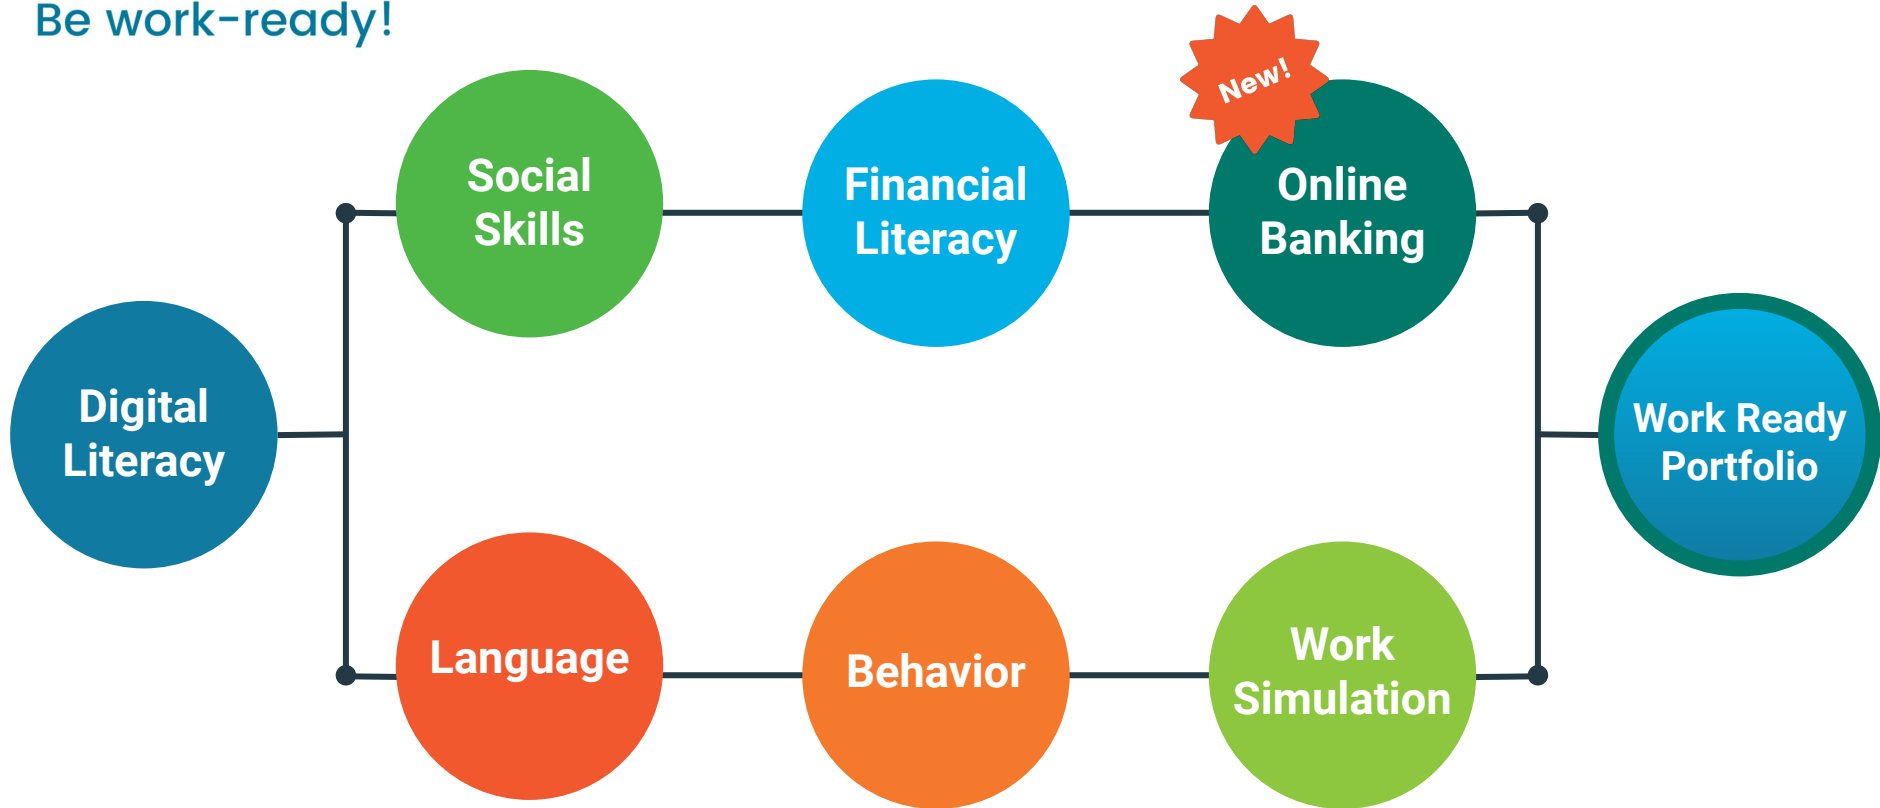 Be work-ready!
New!
Social
Skills
Financial
Literacy
Online
Banking
Digital
Literacy
Work Ready
Portfolio
Language
Behavior
Work
Simulation